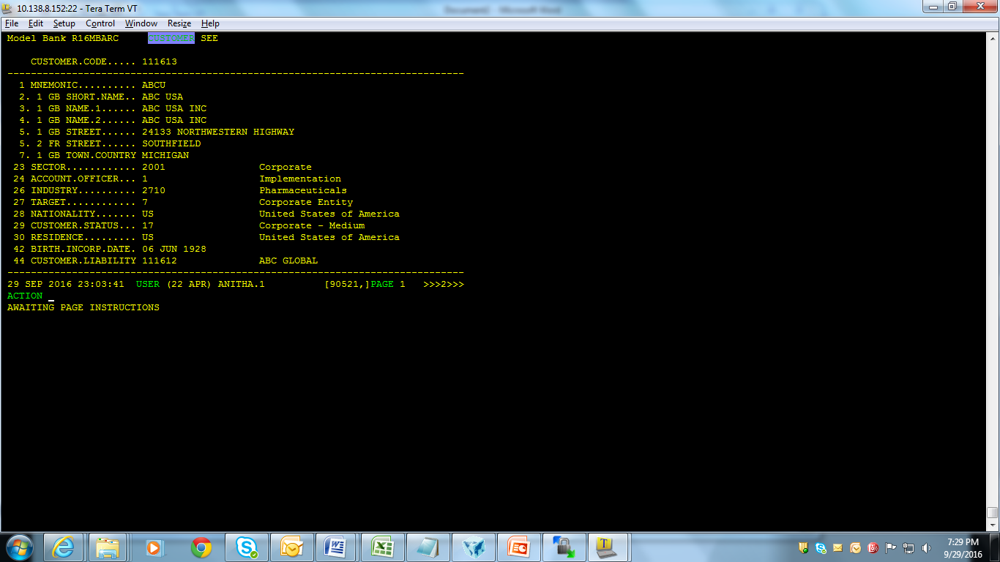 10.138.8.152:22 - Tera Term VT
File Edit Setup Control Window Resize Help
Model Bank R16MBARC CUSTOMER SEE
CUSTOMER.CODE..... 111613
------------------------------------------------------------------------------
1 MNEMONIC.......... ABCU
2. 1 GB SHORT.NAME.. ABC USA
3. 1 GB NAME.1...... ABC USA INC
4. 1 GB NAME.2...... ABC USA INC
5. 1 GB STREET...... 24133 NORTHWESTERN HIGHWAY
5. 2 FR STREET...... SOUTHFIELD
7. 1 GB TOWN.COUNTRY MICHIGAN
23 SECTOR............ 2001 Corporate
24 ACCOUNT.OFFICER... 1 Implementation
26 INDUSTRY.......... 2710 Pharmaceuticals
27 TARGET............ 7 Corporate Entity
28 NATIONALITY....... US United States of America
29 CUSTOMER.STATUS... 17 Corporate - Medium
30 RESIDENCE......... US United States of America
42 BIRTH.INCORP.DATE. 06 JUN 1928
44 CUSTOMER.LIABILITY 111612 ABC GLOBAL
------------------------------------------------------------------------------
29 SEP 2016 23:03:41 USER (22 APR) ANITHA.1 [90521,]PAGE 1 >>>2>>>
ACTION _
AWAITING PAGE INSTRUCTIONS
7:29 PM
9/29/2016